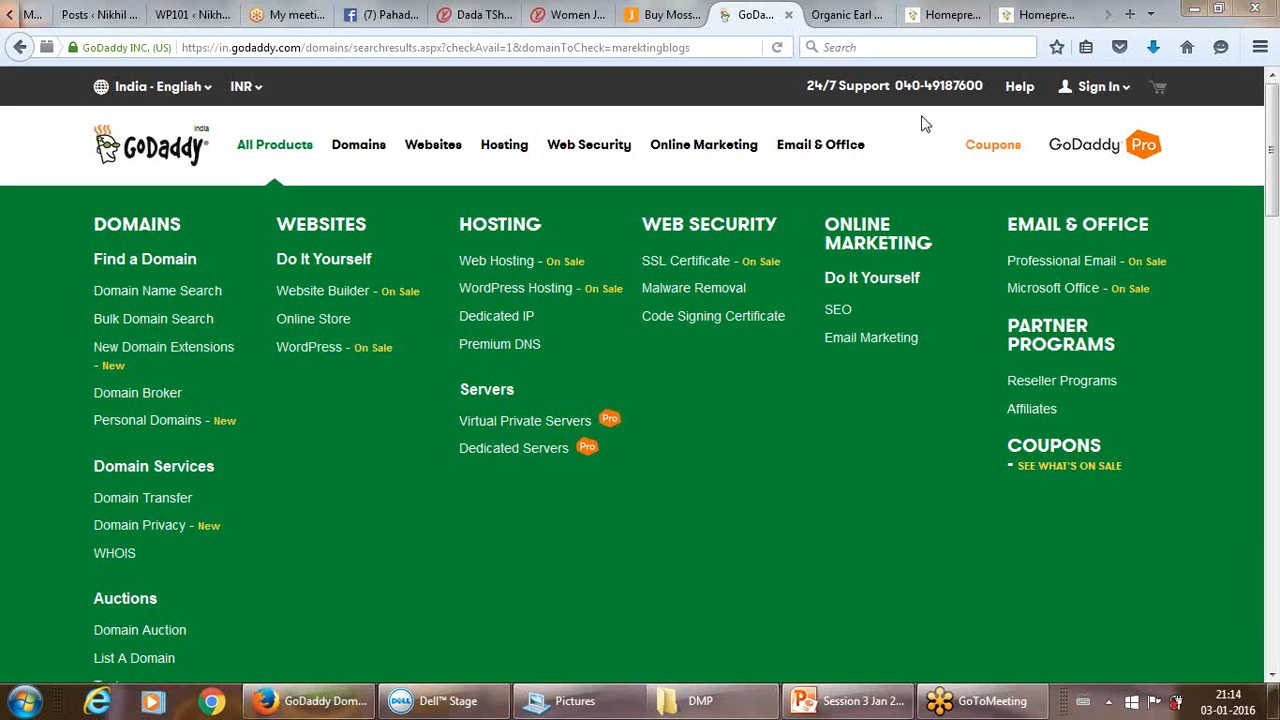 M...
Posts ‹ Nikhil ...
WP101 ‹ Nikh...
My meeti...
(7) Pahad...
Dada TSh...
Women J...
Buy Moss...
GoDa...
Organic Earl ...
Homepre...
Homepre...
GoDaddy INC. (US)
https://in.godaddy.com/domains/searchresults.aspx?checkAvail=1&domainToCheck=marektingblogs
Search
India - English
INR
24/7 Support 040-49187600
Help
Sign In
GoDaddy
India
All Products
Domains
Websites
Hosting
Web Security
Online Marketing
Email & Office
Coupons
GoDaddy Pro
DOMAINS
Find a Domain
Domain Name Search
Bulk Domain Search
New Domain Extensions
- New
Domain Broker
Personal Domains - New
Domain Services
Domain Transfer
Domain Privacy - New
WHOIS
Auctions
Domain Auction
List A Domain
WEBSITES
Do It Yourself
Website Builder - On Sale
Online Store
WordPress - On Sale
HOSTING
Web Hosting - On Sale
WordPress Hosting - On Sale
Dedicated IP
Premium DNS
Servers
Virtual Private Servers Pro
Dedicated Servers Pro
WEB SECURITY
SSL Certificate - On Sale
Malware Removal
Code Signing Certificate
ONLINE
MARKETING
Do It Yourself
SEO
Email Marketing
EMAIL & OFFICE
Professional Email - On Sale
Microsoft Office - On Sale
PARTNER
PROGRAMS
Reseller Programs
Affiliates
COUPONS
- SEE WHAT'S ON SALE
GoDaddy Dom...
Dell™ Stage
Pictures
DMP
Session 3 Jan 2...
GoToMeeting
21:14
03-01-2016